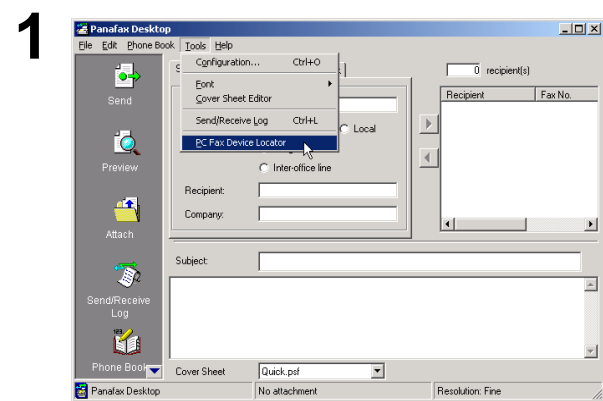 1
Panafax Desktop
File Edit Phone Book Tools Help
Configuration... Ctrl+O
Font
Cover Sheet Editor
Send/Receive Log Ctrl+L
PC Fax Device Locator
0 recipient(s)
Recipient Fax No.
Local
Inter-office line
Recipient:
Company:
Subject:
Send
Preview
Attach
Send/Receive
Log
Phone Book
Cover Sheet Quick.psf
Panafax Desktop No attachment Resolution: Fine